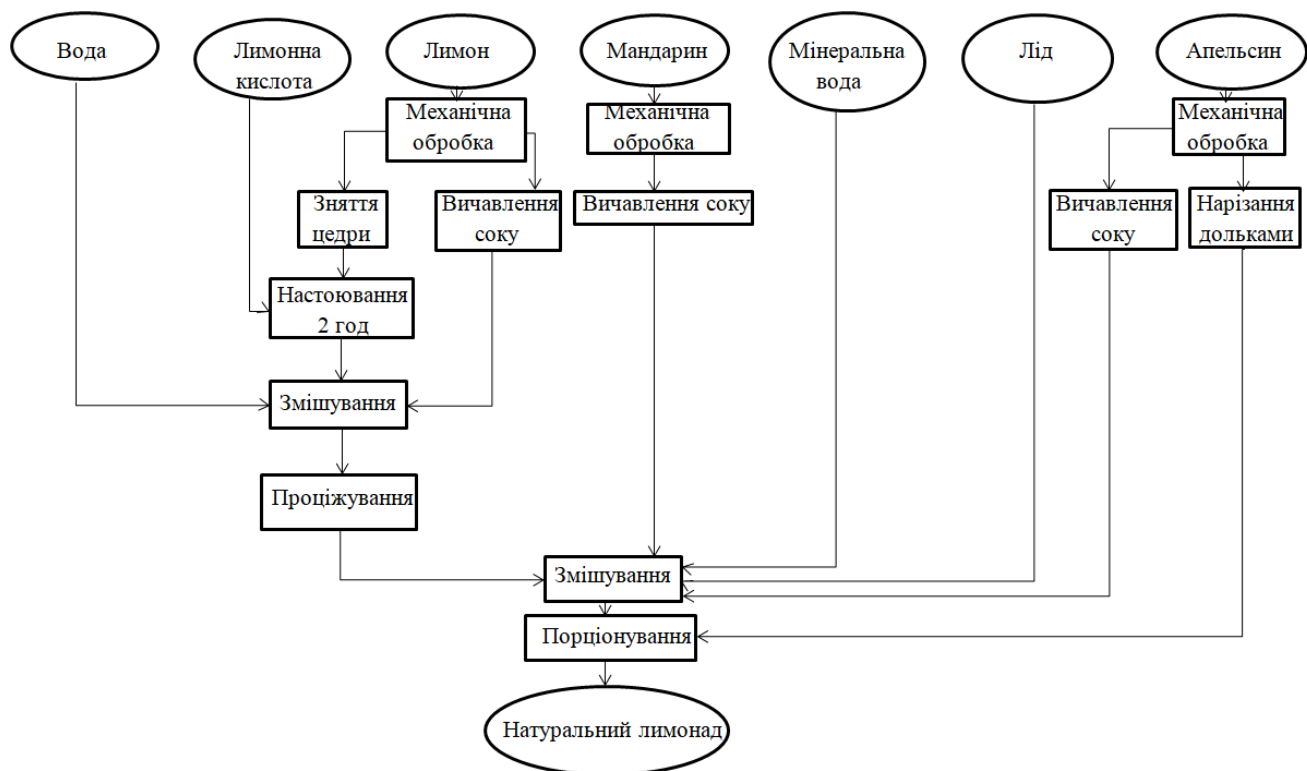 Вода
Лимонна
кислота
Лимон
Мандарин
Мінеральна
вода
Лід
Апельсин
Механічна
обробка
Механічна
обробка
Механічна
обробка
Зняття
цедри
Вичавлення
соку
Вичавлення соку
Вичавлення
соку
Нарізання
дольками
Настоювання
2 год
Змішування
Проціжування
Змішування
Порціонування
Натуральний лимонад